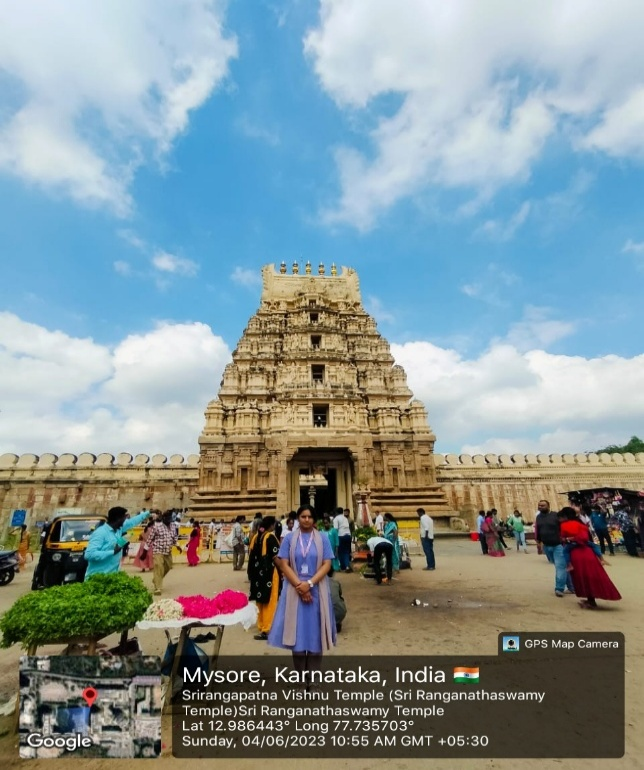 GPS Map Camera
Mysore, Karnataka, India 🇮🇳
Srirangapatna Vishnu Temple (Sri Ranganathaswamy
Temple)Sri Ranganathaswamy Temple
Lat 12.986443° Long 77.735703°
Sunday, 04/06/2023 10:55 AM GMT +05:30
Google